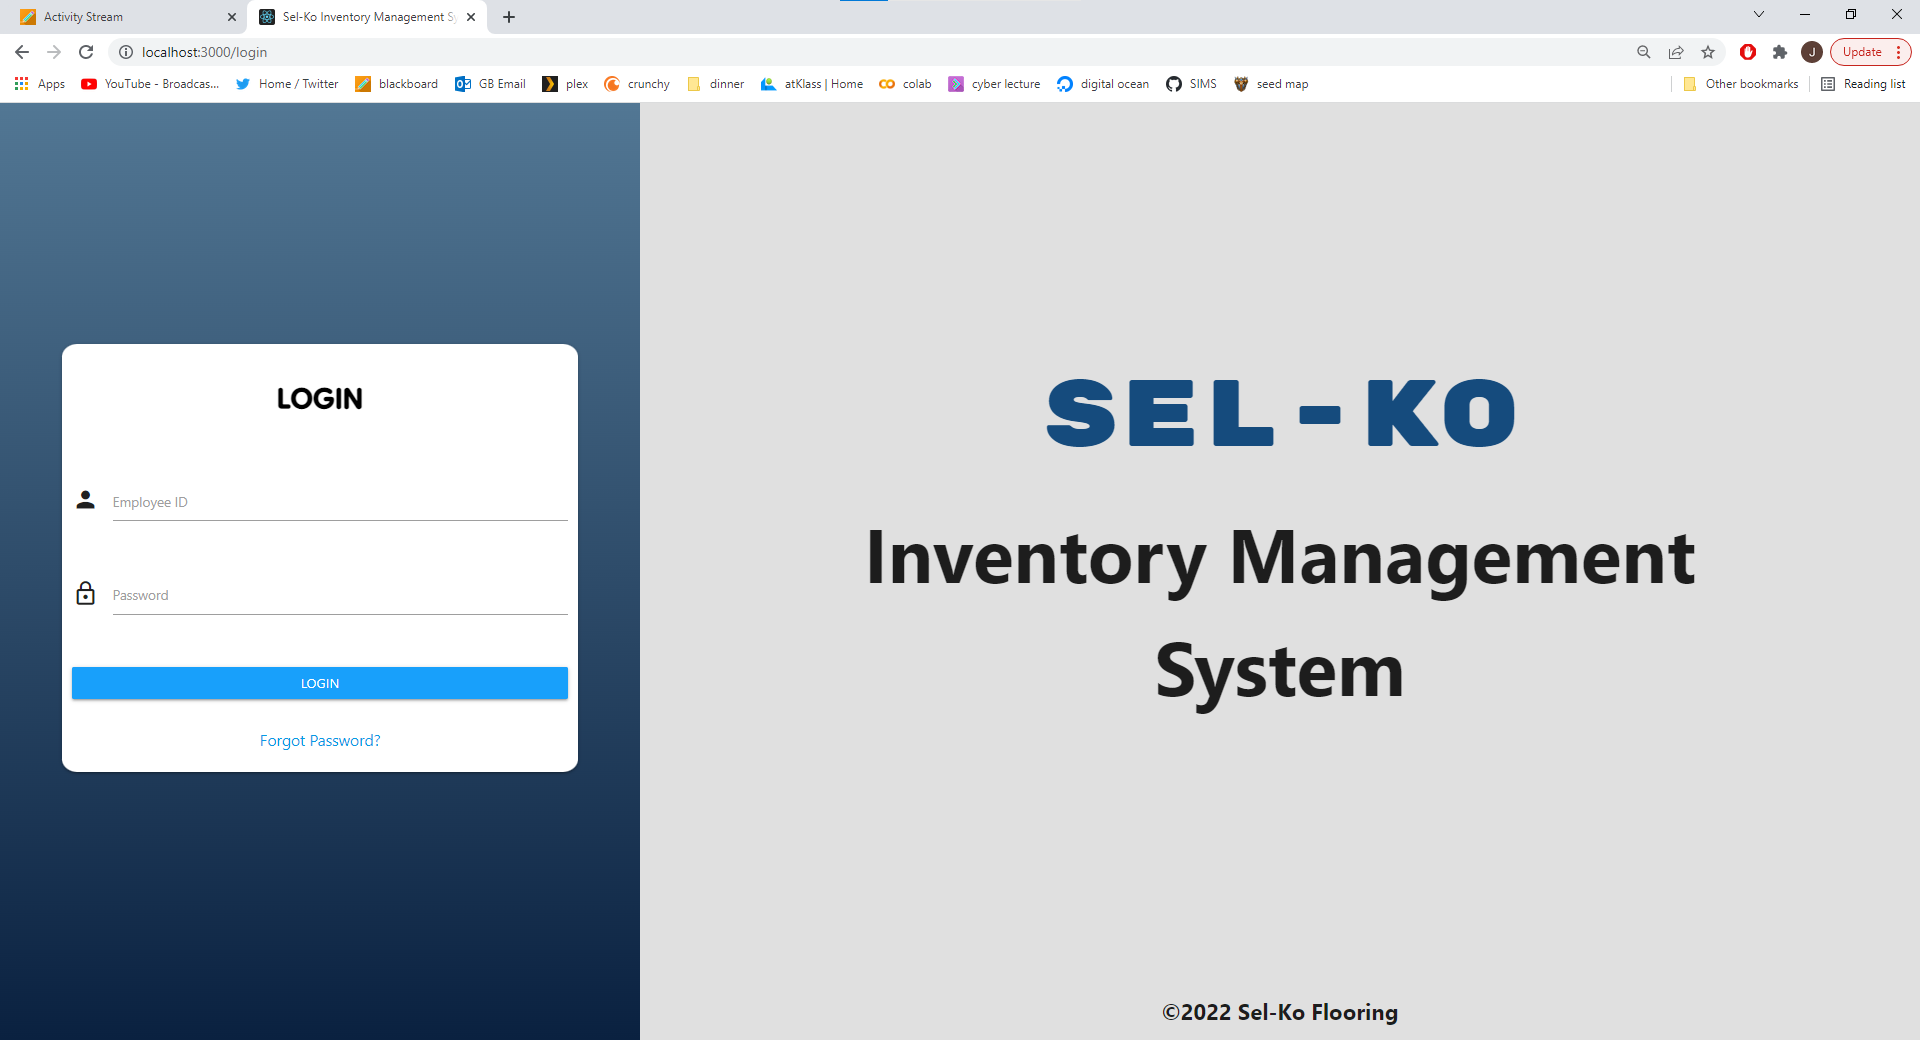 Activity Stream
Sel-Ko Inventory Management Sy
localhost:3000/login
Update
Apps
YouTube - Broadcas...
Home / Twitter
blackboard
GB Email
plex
crunchy
dinner
atKlass | Home
colab
cyber lecture
digital ocean
SIMS
seed map
Other bookmarks
Reading list
J
LOGIN
Employee ID
Password
LOGIN
Forgot Password?
SEL-KO
Inventory Management
System
©2022 Sel-Ko Flooring